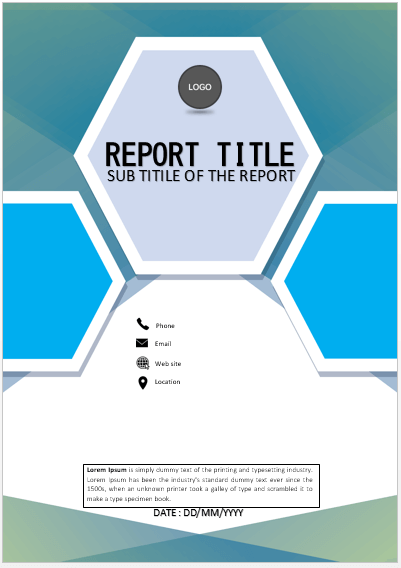 LOGO
REPORT TITLE
SUB TITILE OF THE REPORT
Phone
Email
Web site
Location
Lorem Ipsum is simply dummy text of the printing and typesetting industry.
Lorem Ipsum has been the industry's standard dummy text ever since the
1500s, when an unknown printer took a galley of type and scrambled it to
make a type specimen book.
DATE : DD/MM/YYYY